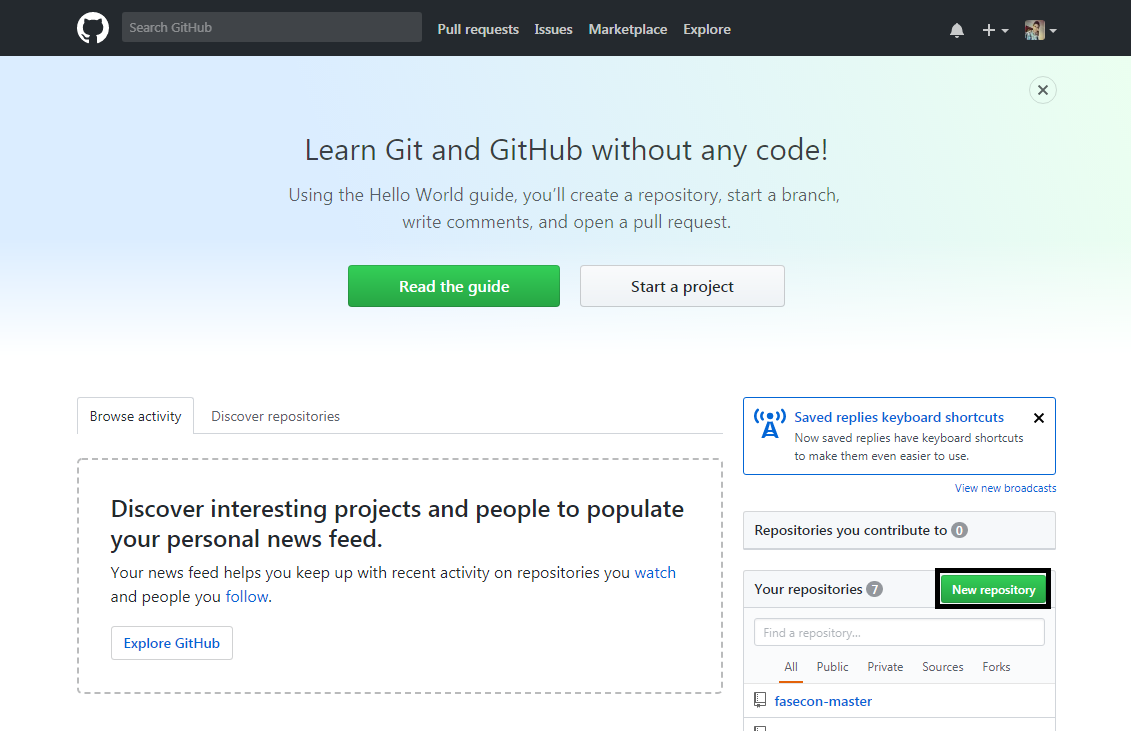 Search GitHub
Pull requests
Issues
Marketplace
Explore
Learn Git and GitHub without any code!
Using the Hello World guide, you’ll create a repository, start a branch,
write comments, and open a pull request.
Read the guide
Start a project
Browse activity
Discover repositories
Discover interesting projects and people to populate
your personal news feed.
Your news feed helps you keep up with recent activity on repositories you watch
and people you follow.
Explore GitHub
Saved replies keyboard shortcuts
Now saved replies have keyboard shortcuts
to make them even easier to use.
View new broadcasts
Repositories you contribute to 0
Your repositories 7
New repository
Find a repository...
All
Public
Private
Sources
Forks
fasecon-master